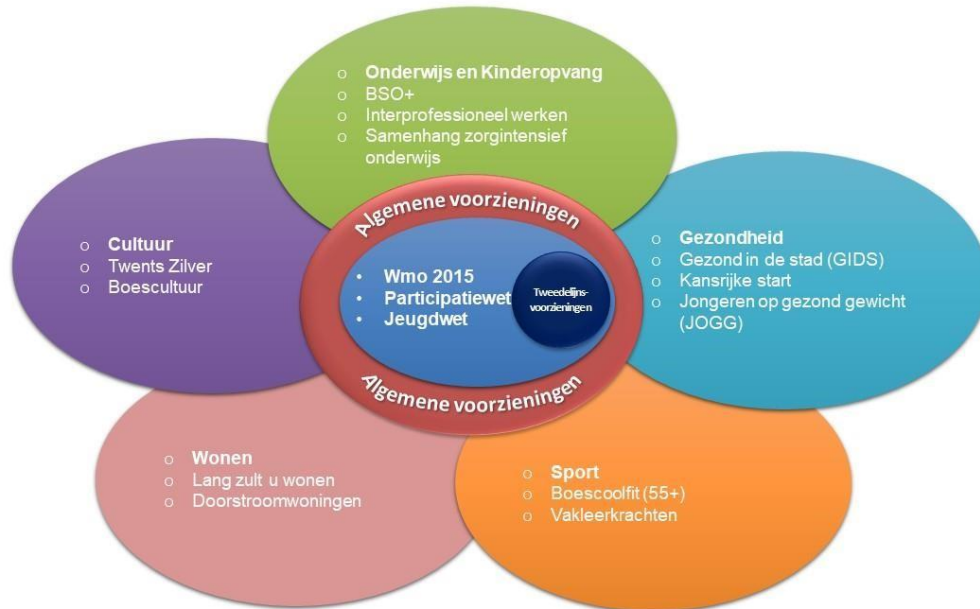 Onderwijs en Kinderopvang
BSO+
Interprofessioneel werken
Samenhang zorgintensief
onderwijs
Cultuur
Twents Zilver
Boescultuur
Algemene voorzieningen
Wmo 2015
Participatiewet
Jeugdwet
Tweedelijns-
voorzieningen
Algemene voorzieningen
Gezondheid
Gezond in de stad (GIDS)
Kansrijke start
Jongeren op gezond gewicht
(JOGG)
Wonen
Lang zult u wonen
Doorstroomwoningen
Sport
Boescoolfit (55+)
Vakleerkrachten